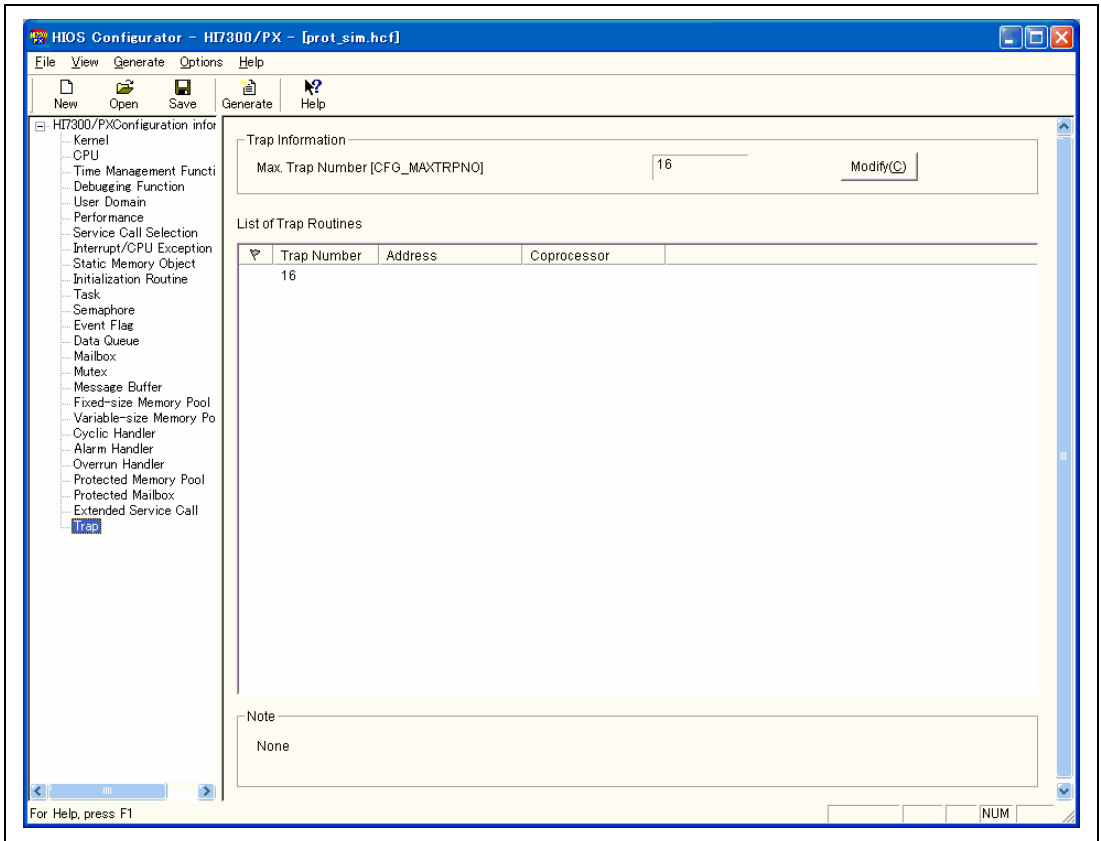 HIOS Configurator - HI7300/PX - [prot_sim.hcf]
File View Generate Options Help
New Open Save Generate Help
HI7300/PXConfiguration infor
Kernel
CPU
Time Management Functi
Debugging Function
User Domain
Performance
Service Call Selection
Interrupt/CPU Exception
Static Memory Object
Initialization Routine
Task
Semaphore
Event Flag
Data Queue
Mailbox
Mutex
Message Buffer
Fixed-size Memory Pool
Variable-size Memory Po
Cyclic Handler
Alarm Handler
Overrun Handler
Protected Memory Pool
Protected Mailbox
Extended Service Call
Trap
Trap Information
Max. Trap Number [CFG_MAXTRPNO] 16 Modify(C)
List of Trap Routines
Trap Number Address Coprocessor
16
Note
None
For Help, press F1 NUM